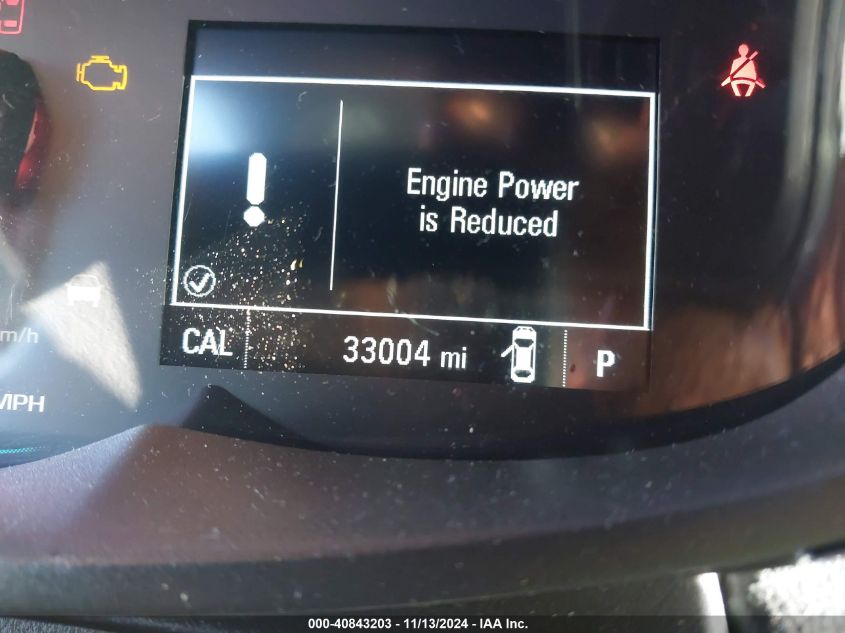 Engine Power
is Reduced
CAL 33004 mi P
m/h
MPH
000-40843203 - 11/13/2024 - IAA Inc.